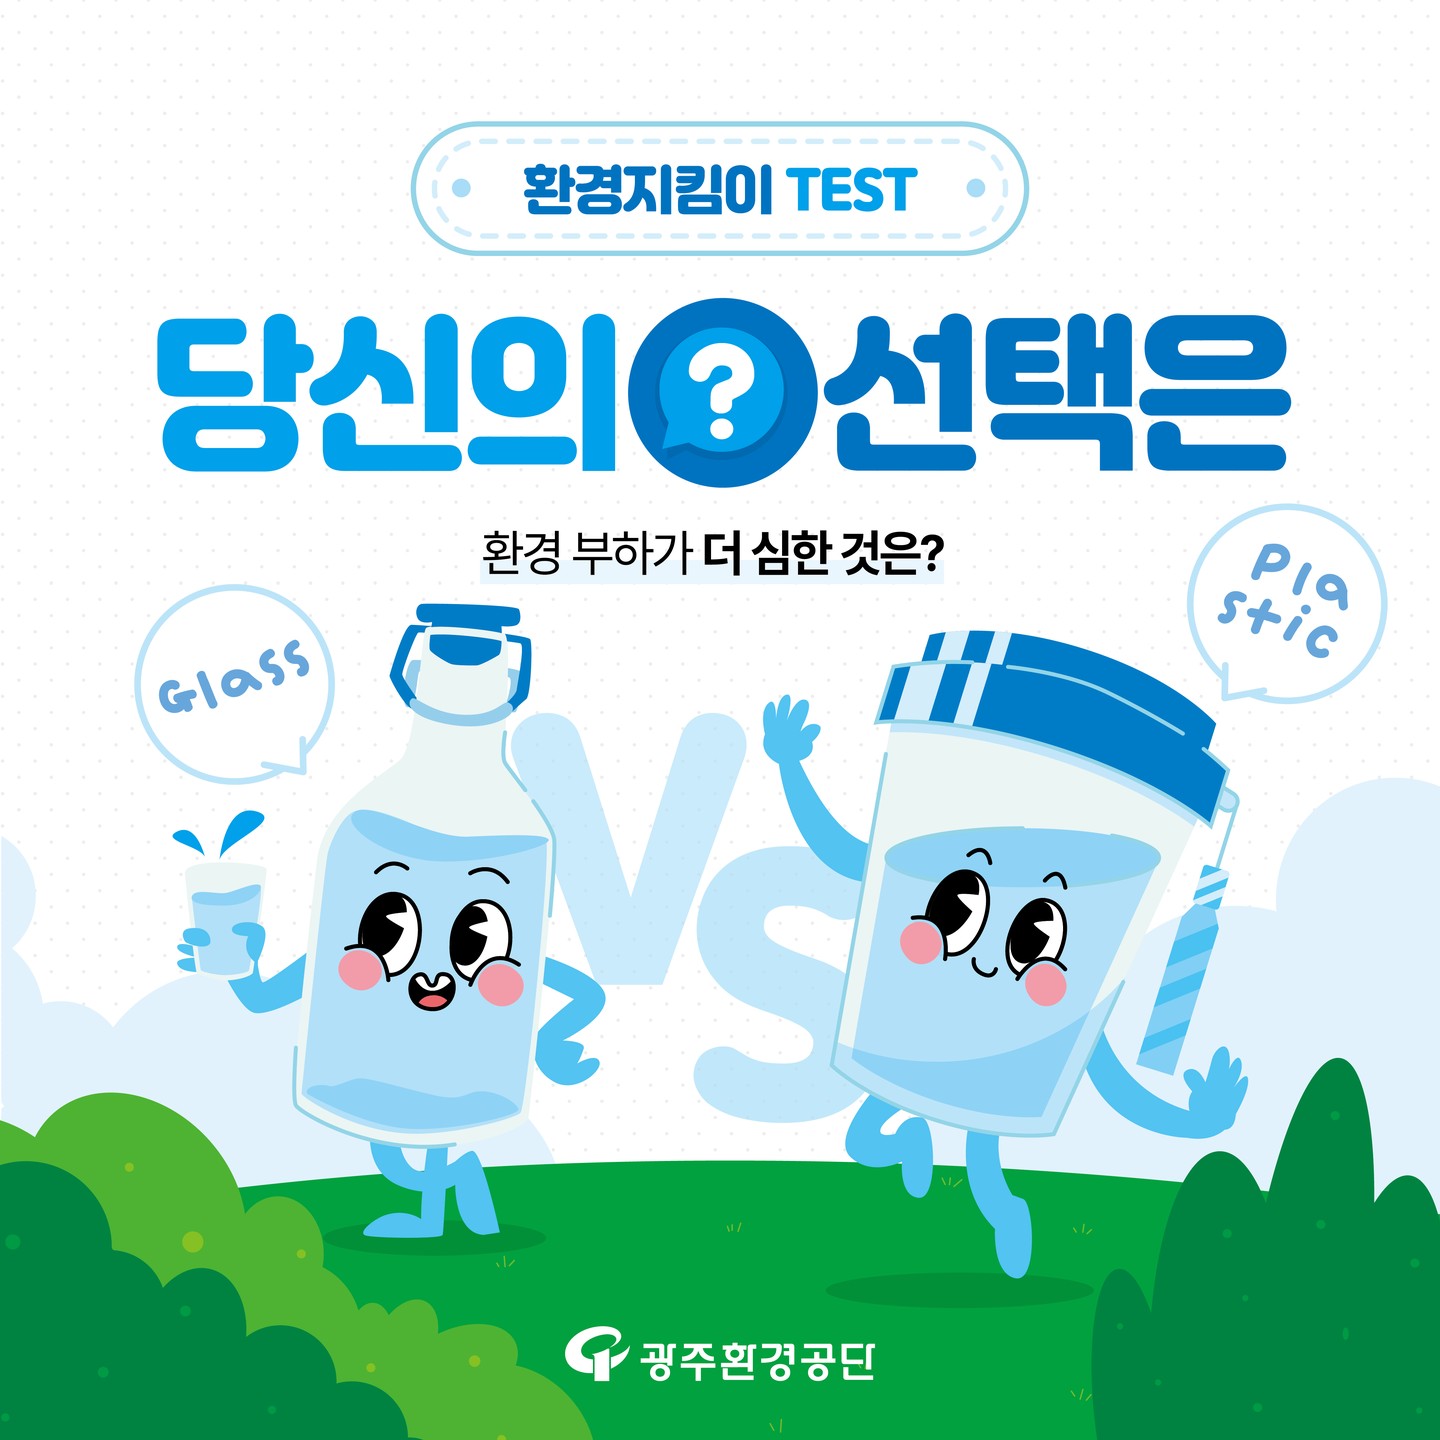 환경지킴이 TEST
당신의 ? 선택은
환경 부하가 더 심한 것은?
Glass
Pla
stic
VS
광주환경공단